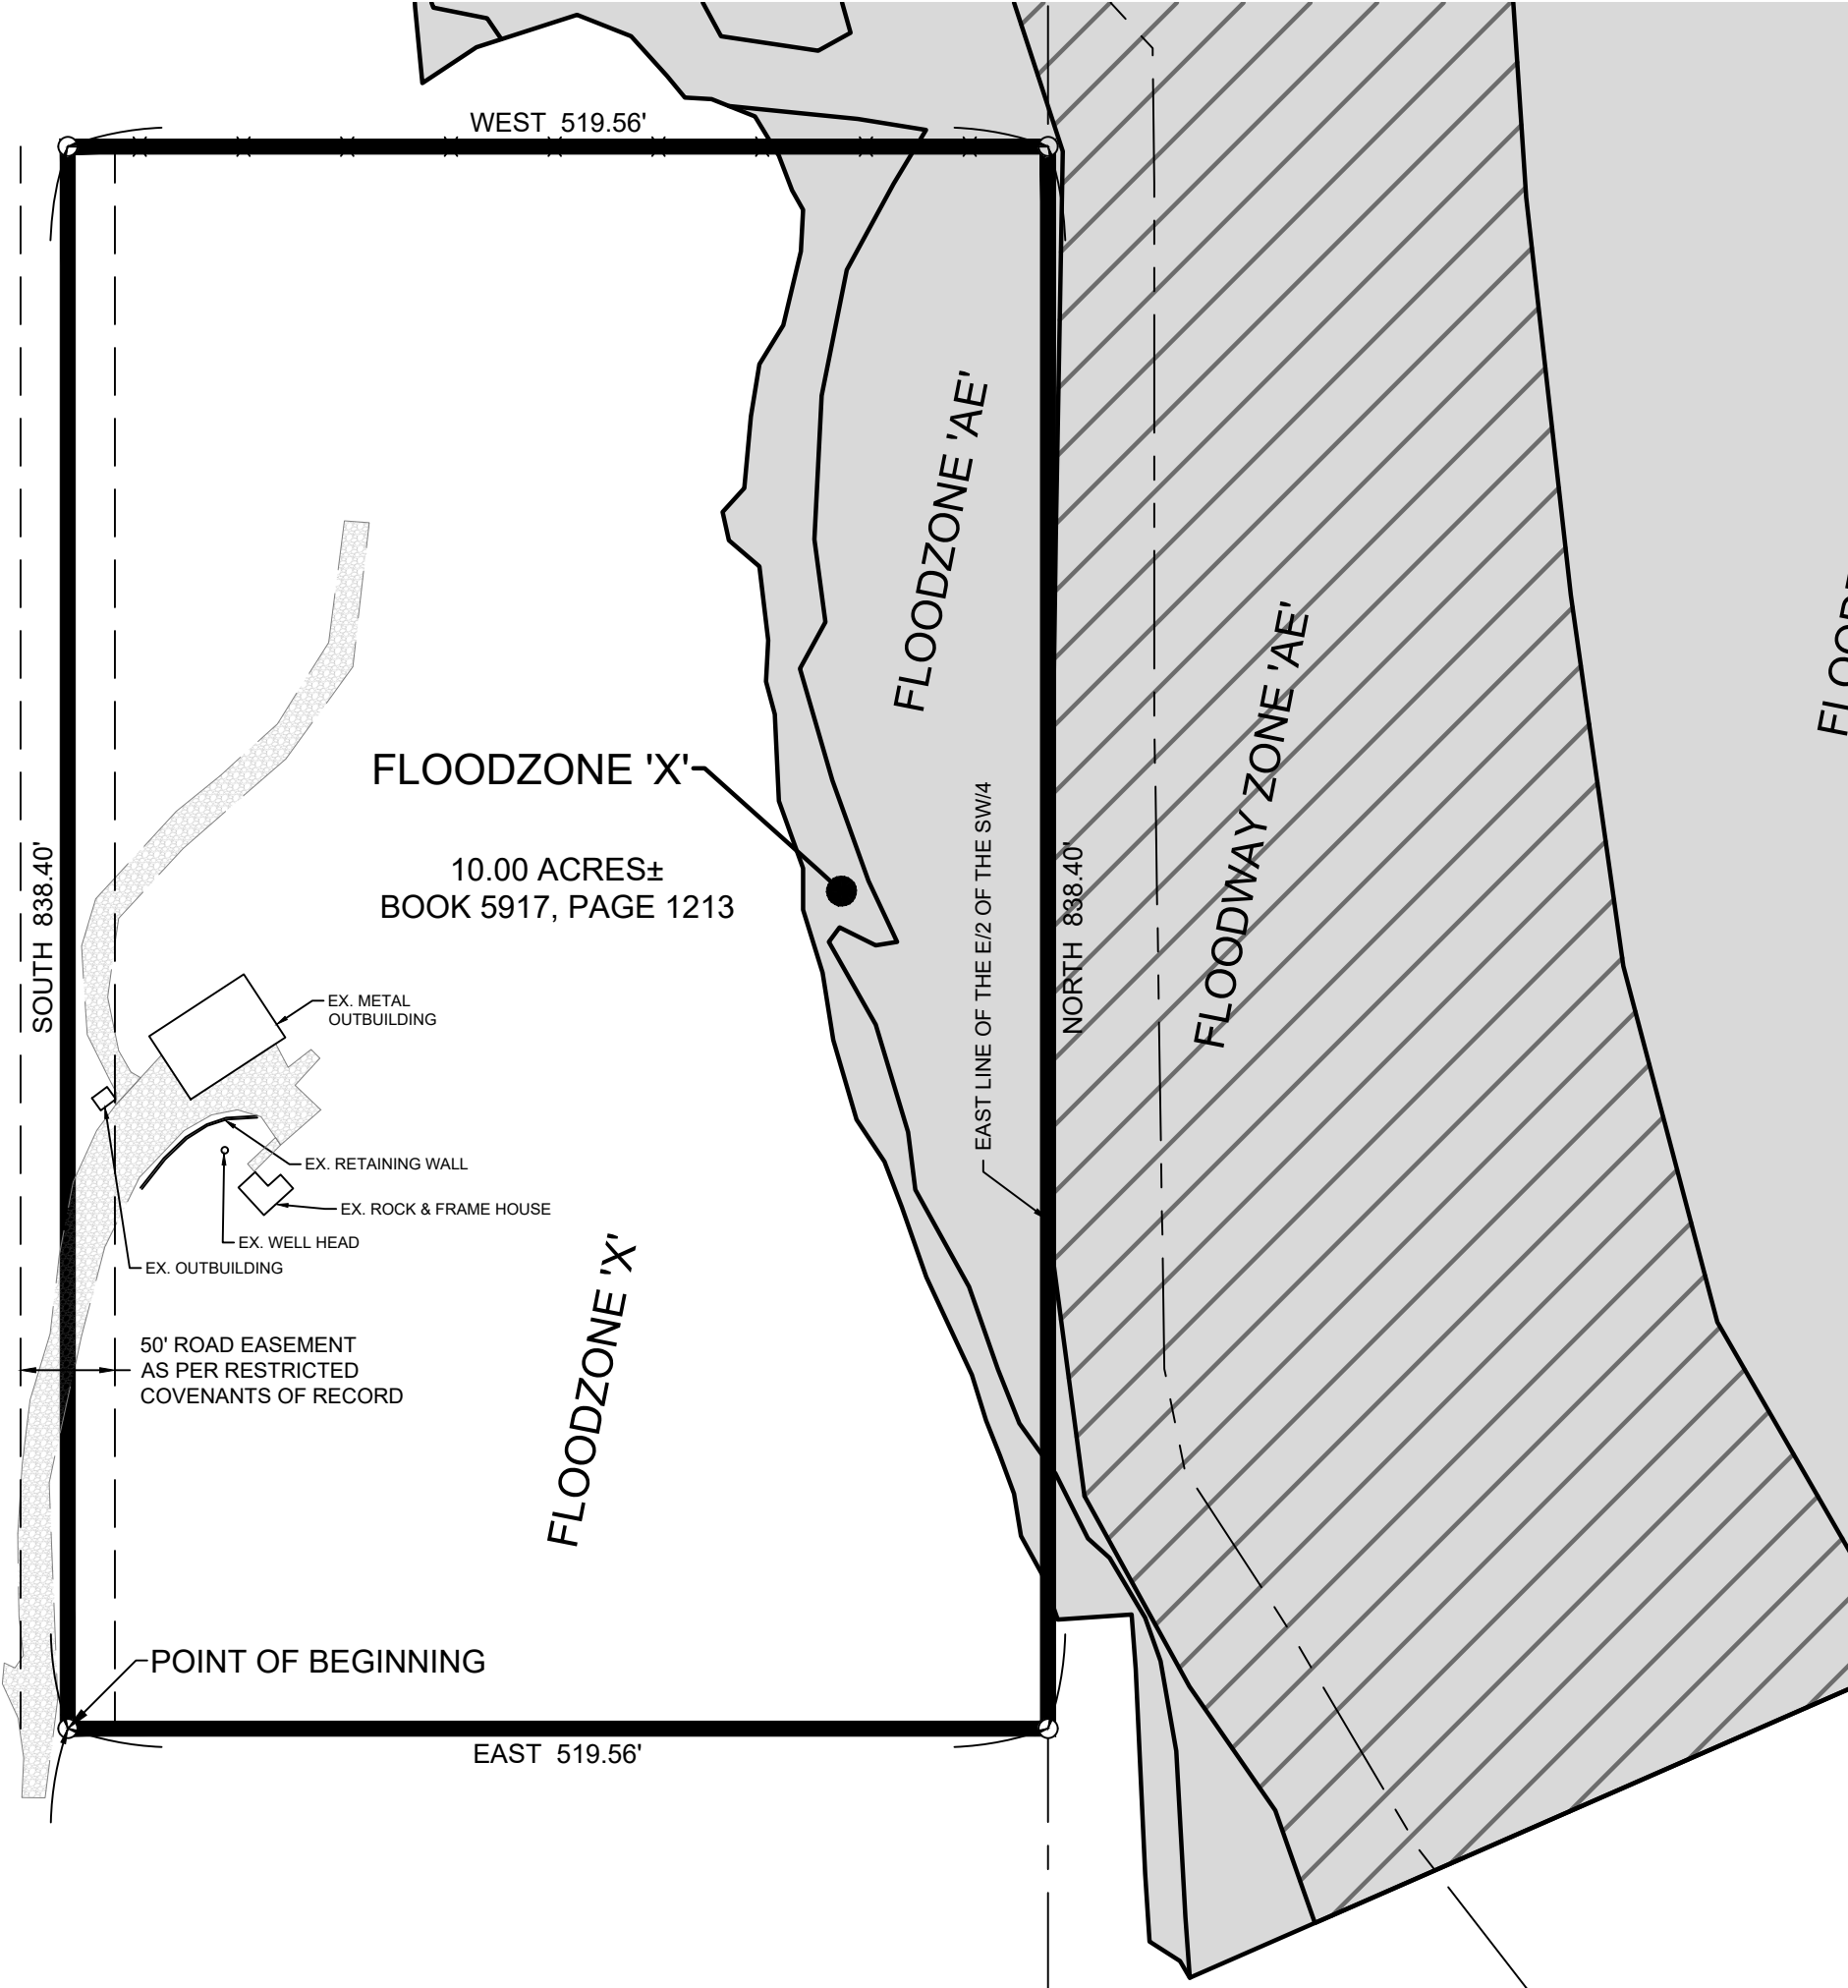 WEST 519.56'
FLOODZONE 'AE'
FLOODWAY ZONE 'AE'
FLOODZONE 'X'
10.00 ACRES±
BOOK 5917, PAGE 1213
EAST LINE OF THE E/2 OF THE SW/4
NORTH 838.40'
SOUTH 838.40'
EX. METAL
OUTBUILDING
EX. RETAINING WALL
EX. ROCK & FRAME HOUSE
EX. WELL HEAD
EX. OUTBUILDING
50' ROAD EASEMENT
AS PER RESTRICTED
COVENANTS OF RECORD
FLOODZONE 'X'
POINT OF BEGINNING
EAST 519.56'